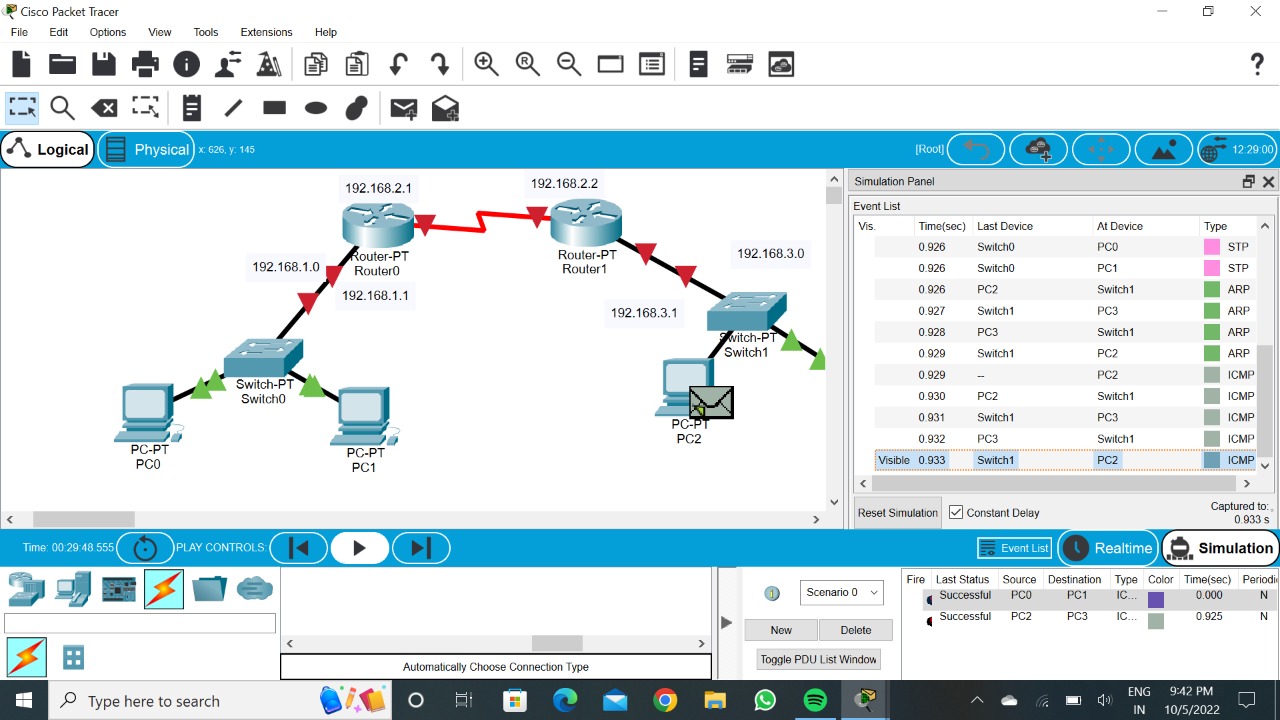 Cisco Packet Tracer
File Edit Options View Tools Extensions Help
Logical Physical x: 626, y: 145 [Root] 12:29:00
192.168.2.1
192.168.2.2
Router-PT
Router0
Router-PT
Router1
192.168.1.0
192.168.1.1
192.168.3.0
192.168.3.1
Switch-PT
Switch1
Switch-PT
Switch0
PC-PT
PC0
PC-PT
PC1
PC-PT
PC2
Simulation Panel
Event List
Vis. Time(sec) Last Device At Device Type
0.926 Switch0 PC0 STP
0.926 Switch0 PC1 STP
0.926 PC2 Switch1 ARP
0.927 Switch1 PC3 ARP
0.928 PC3 Switch1 ARP
0.929 Switch1 PC2 ARP
0.929 -- PC2 ICMP
0.930 PC2 Switch1 ICMP
0.931 Switch1 PC3 ICMP
0.932 PC3 Switch1 ICMP
Visible 0.933 Switch1 PC2 ICMP
Reset Simulation Constant Delay
Captured to:
0.933 s
Time: 00:29:48.555 PLAY CONTROLS: Event List Realtime Simulation
Automatically Choose Connection Type
Scenario 0
New Delete
Toggle PDU List Window
Fire Last Status Source Destination Type Color Time(sec) Periodi
Successful PC0 PC1 IC... 0.000 N
Successful PC2 PC3 IC... 0.925 N
Type here to search
ENG
IN
9:42 PM
10/5/2022